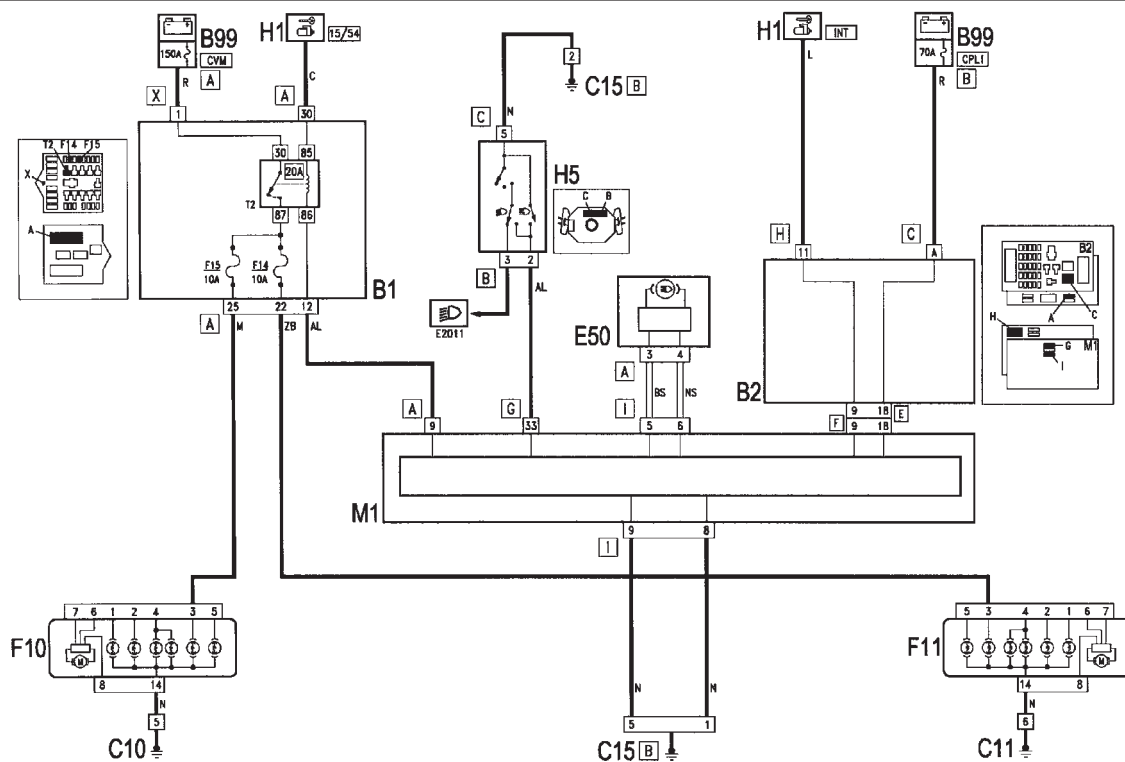 B99
150A
CVM
A
R
X
1
H1
15/54
C
A
30
30
85
20A
T2
87
86
F15
10A
F14
10A
B1
25
22
12
A
M
ZB
AL
T2
F14
F15
X
A
2
C15
B
N
C
5
H5
C
B
3
2
B
AL
E2011
E50
3
4
A
BS
NS
I
5
6
H1
INT
L
B99
70A
CPL1
B
R
H
11
C
A
B2
9
18
E
F
9
18
B2
A
C
H
G
M1
I
A
9
G
33
M1
9
8
I
N
N
5
1
C15
B
7
6
1
2
4
3
5
F10
M
8
14
N
5
C10
5
3
4
2
1
6
7
F11
M
14
8
N
6
C11